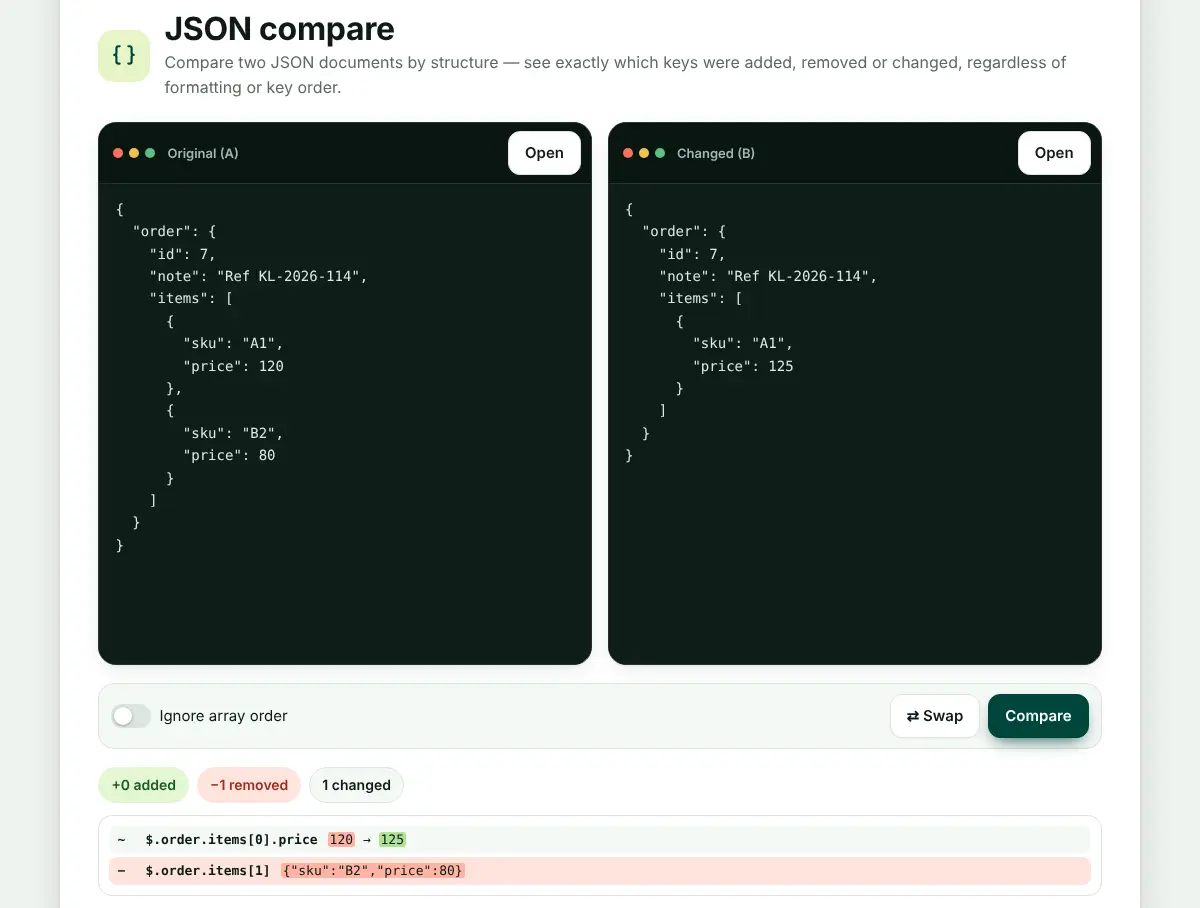 { }
JSON compare
Compare two JSON documents by structure — see exactly which keys were added, removed or changed, regardless of
formatting or key order.
Original (A)
Open
{
  "order": {
    "id": 7,
    "note": "Ref KL-2026-114",
    "items": [
      {
        "sku": "A1",
        "price": 120
      },
      {
        "sku": "B2",
        "price": 80
      }
    ]
  }
}
Changed (B)
Open
{
  "order": {
    "id": 7,
    "note": "Ref KL-2026-114",
    "items": [
      {
        "sku": "A1",
        "price": 125
      }
    ]
  }
}
Ignore array order
⇄ Swap
Compare
+0 added
−1 removed
1 changed
~ $.order.items[0].price 120 → 125
− $.order.items[1] {"sku":"B2","price":80}